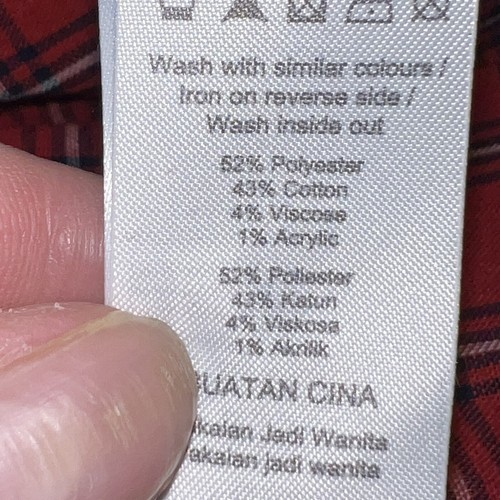 Wash with similar colours /
Iron on reverse side /
Wash inside out
52% Polyester
43% Cotton
4% Viscose
1% Acrylic
52% Poliester
43% Katun
4% Viskosa
1% Akrilik
CINA
Jadi Wanita
jadi wanita